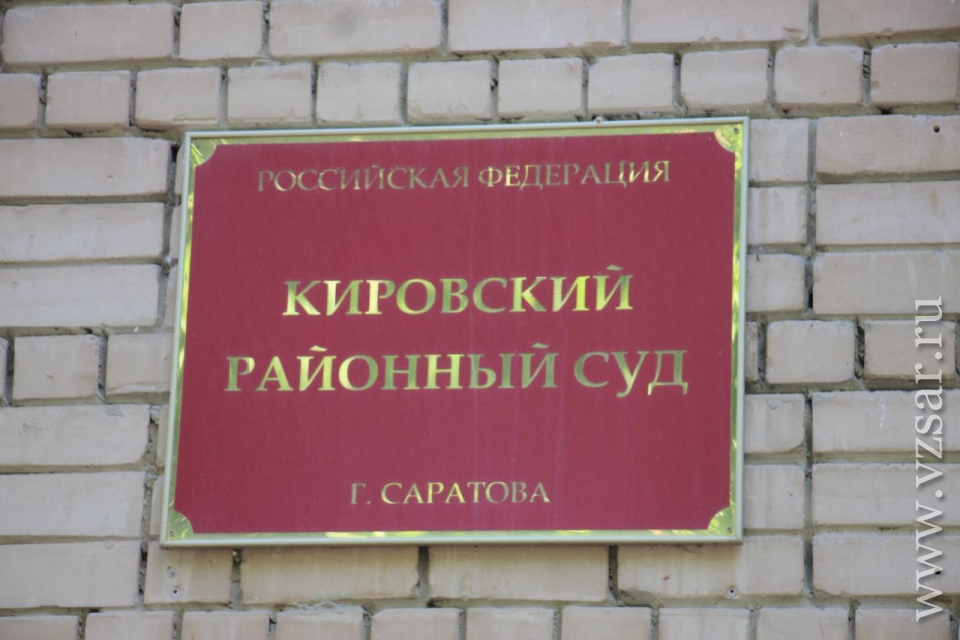 РОССИЙСКАЯ ФЕДЕРАЦИЯ
КИРОВСКИЙ
РАЙОННЫЙ СУД
Г. САРАТОВА
www.vzsar.ru